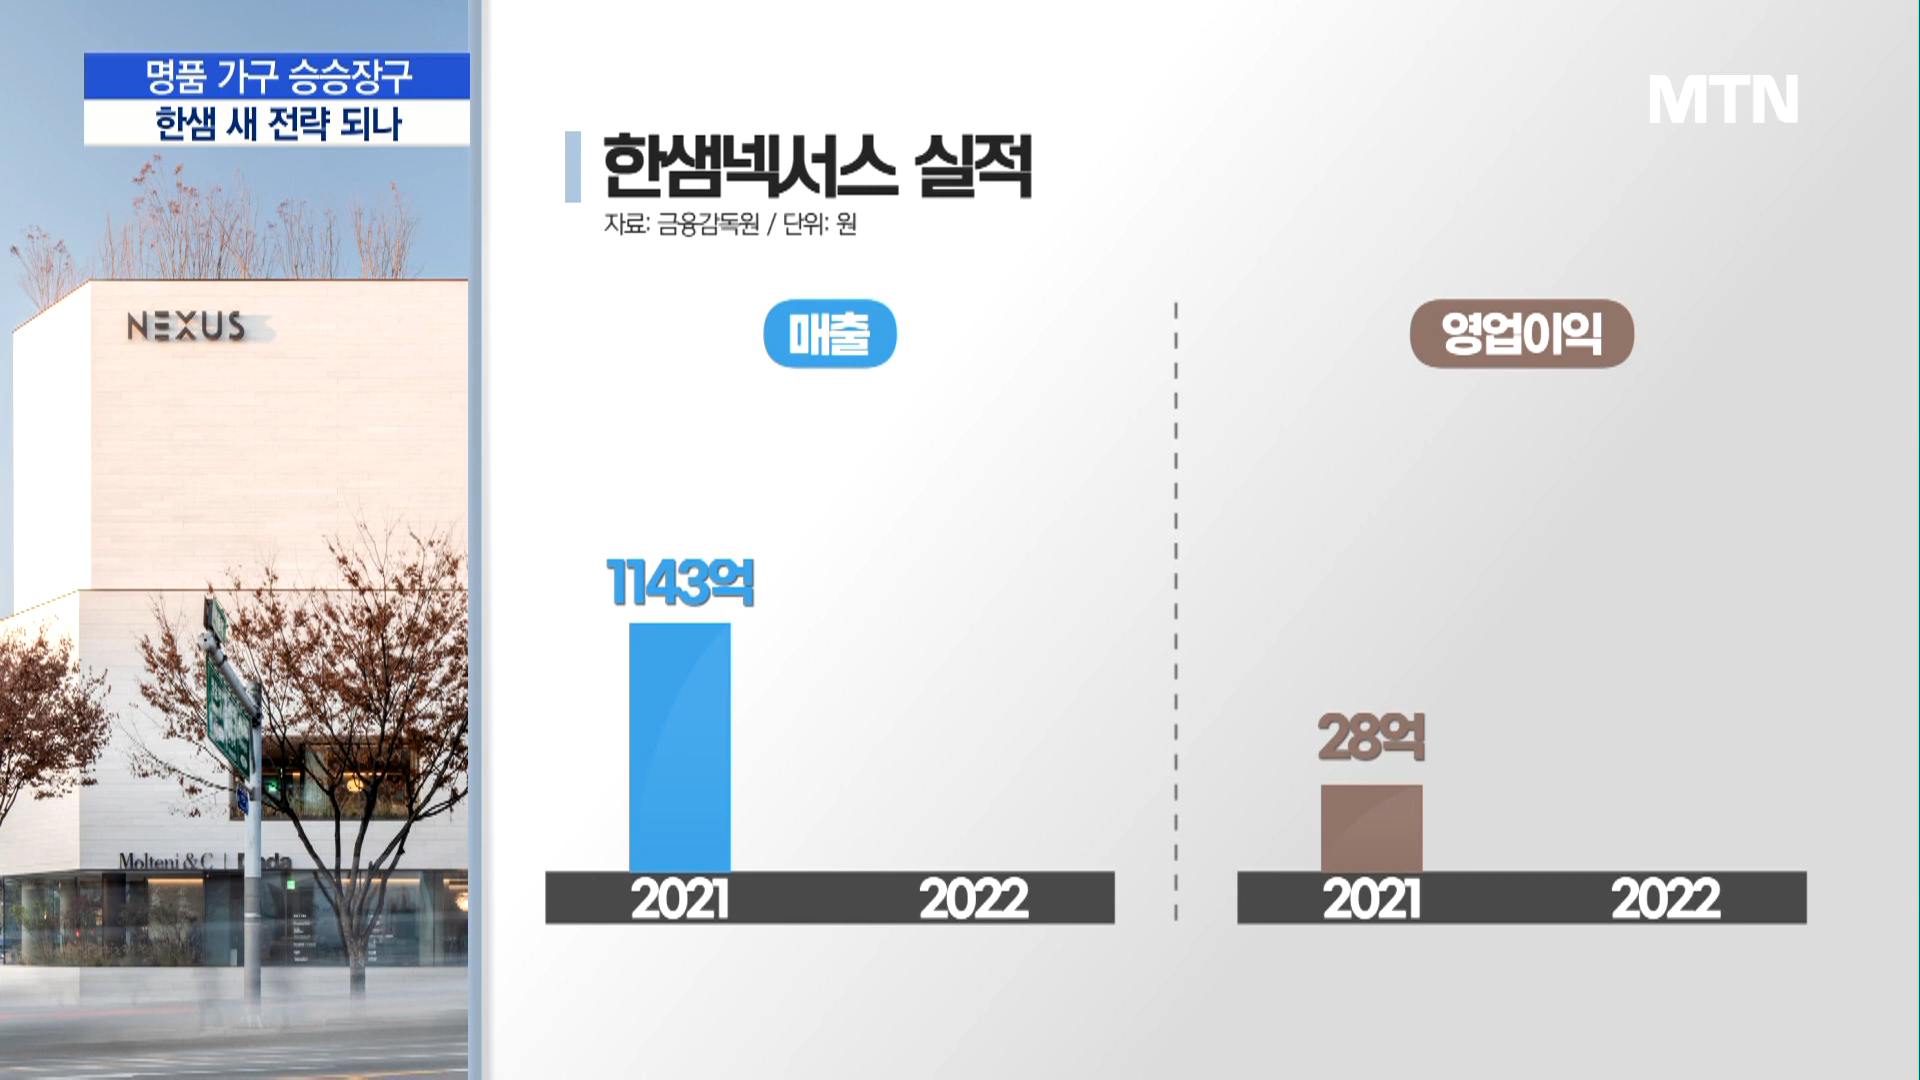 명품 가구 승승장구
한샘 새 전략 되나
MTN
한샘넥서스 실적
자료: 금융감독원 / 단위: 원
NEXUS
매출
영업이익
1143억
28억
2021
2022
2021
2022
Molteni&C |